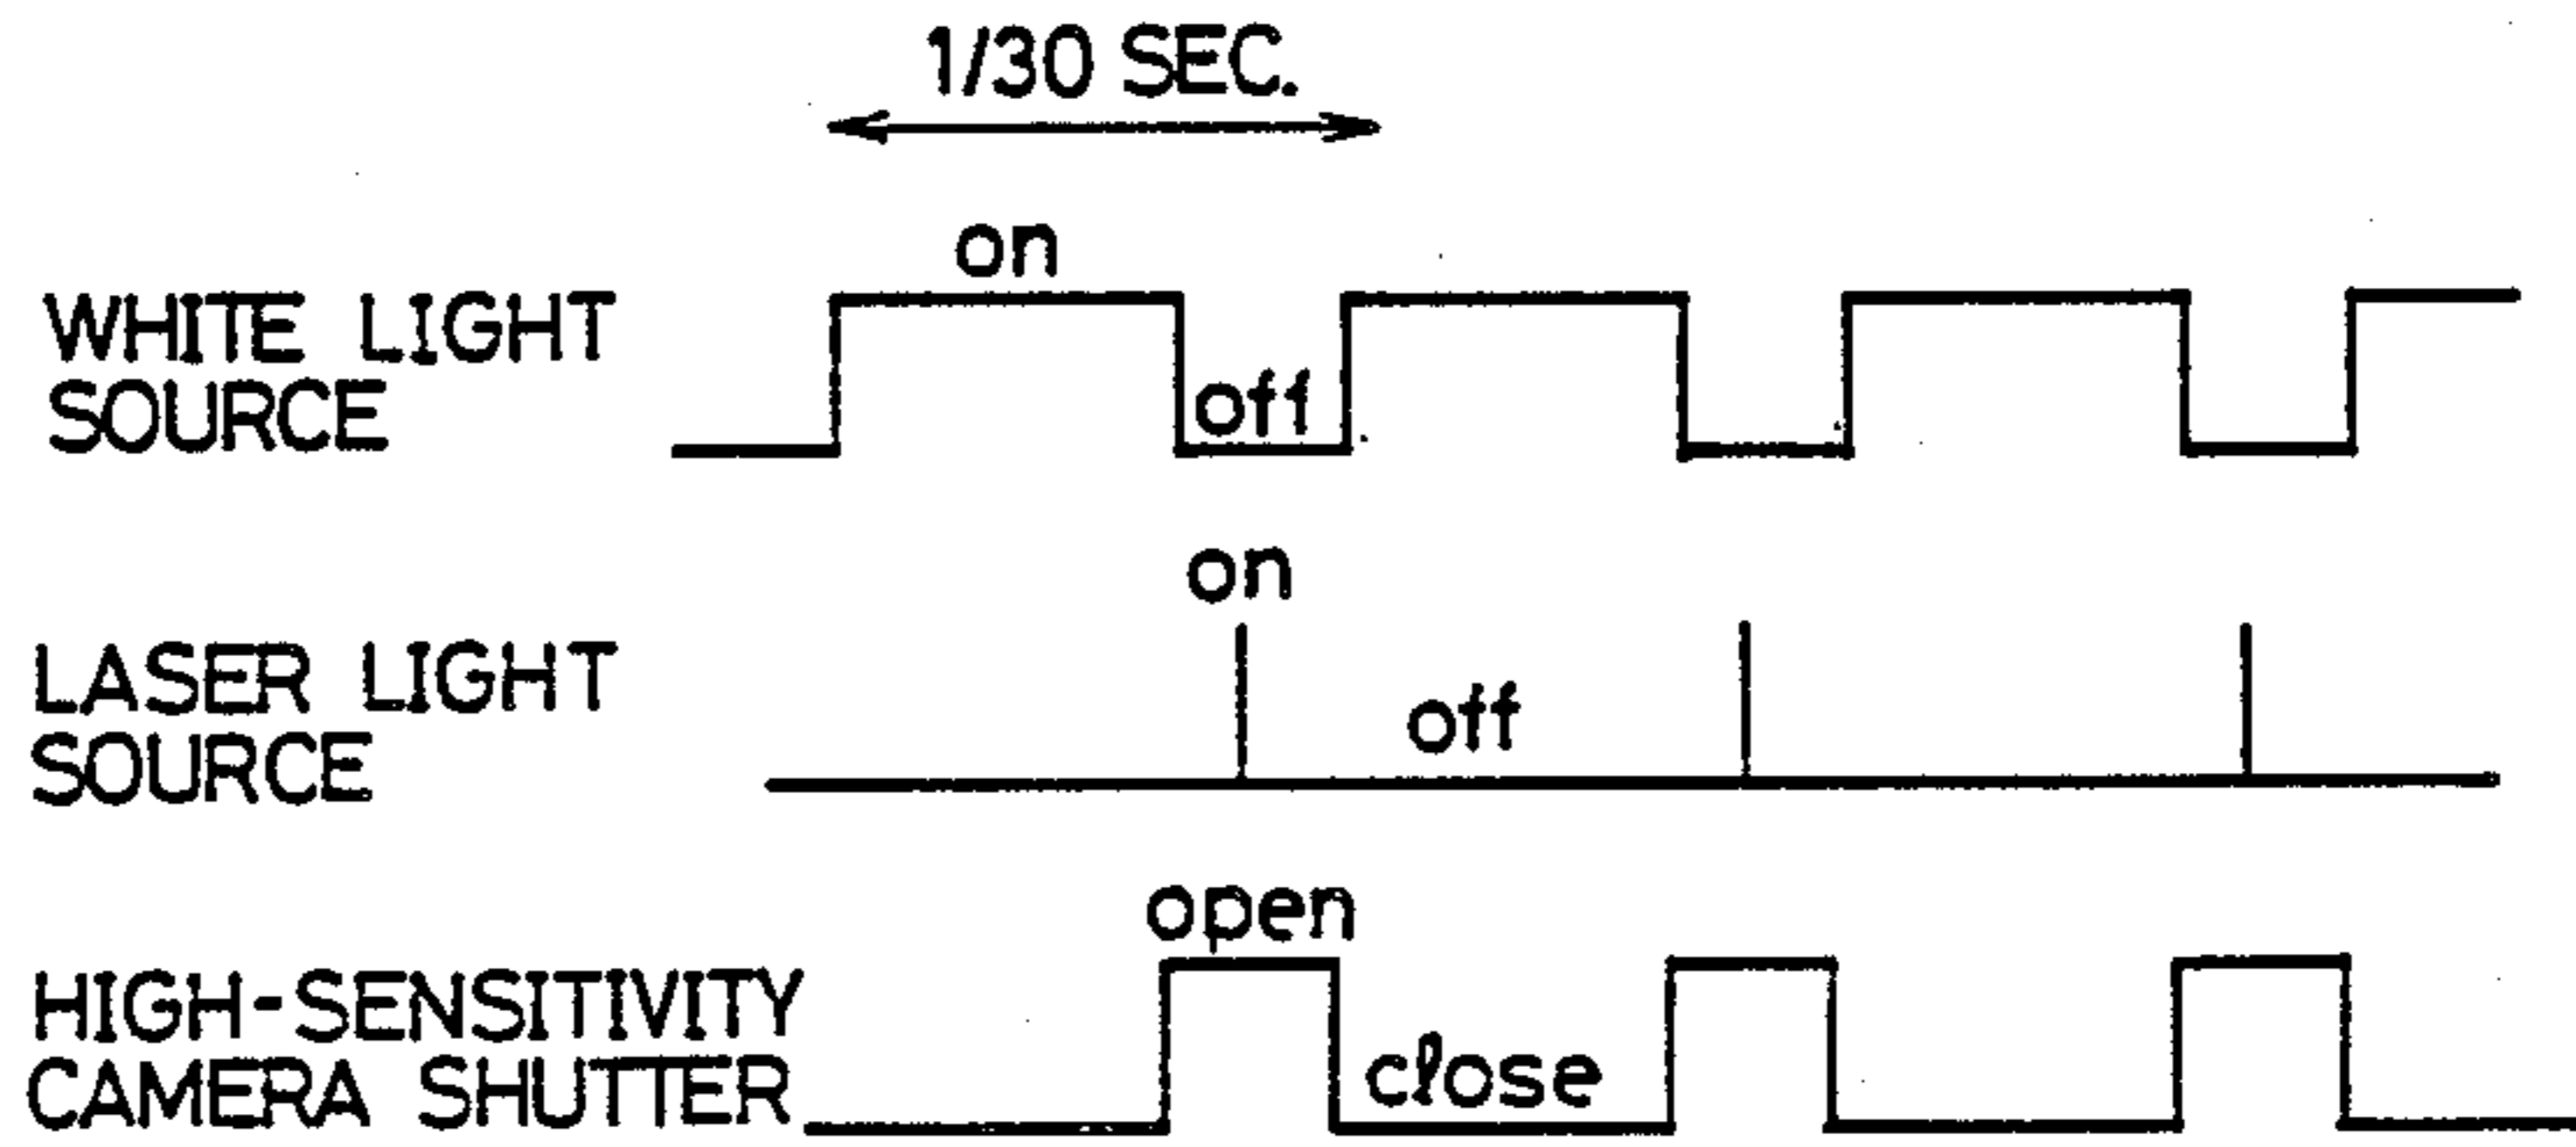 1/30 SEC.
on
WHITE LIGHT
SOURCE
off
on
LASER LIGHT
SOURCE
off
open
HIGH-SENSITIVITY
CAMERA SHUTTER
close